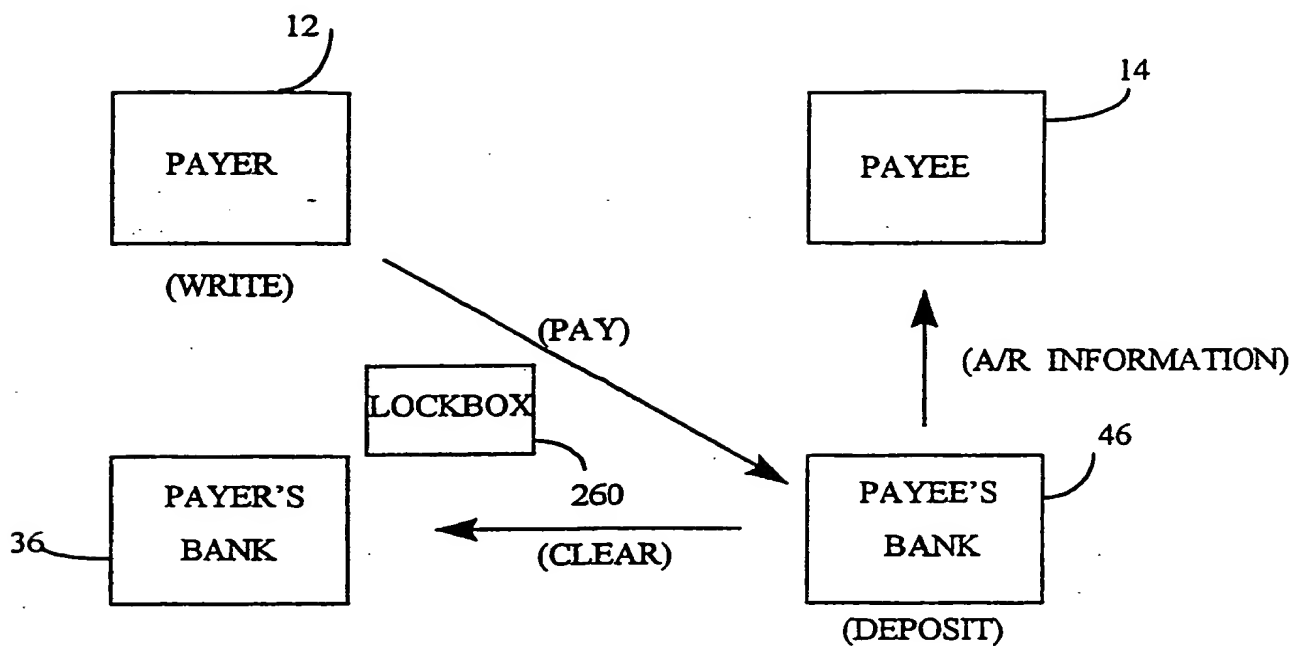 12
14
PAYER
PAYEE
(WRITE)
(PAY)
(A/R INFORMATION)
LOCKBOX
46
PAYER'S
BANK
260
PAYEE'S
BANK
36
(CLEAR)
(DEPOSIT)